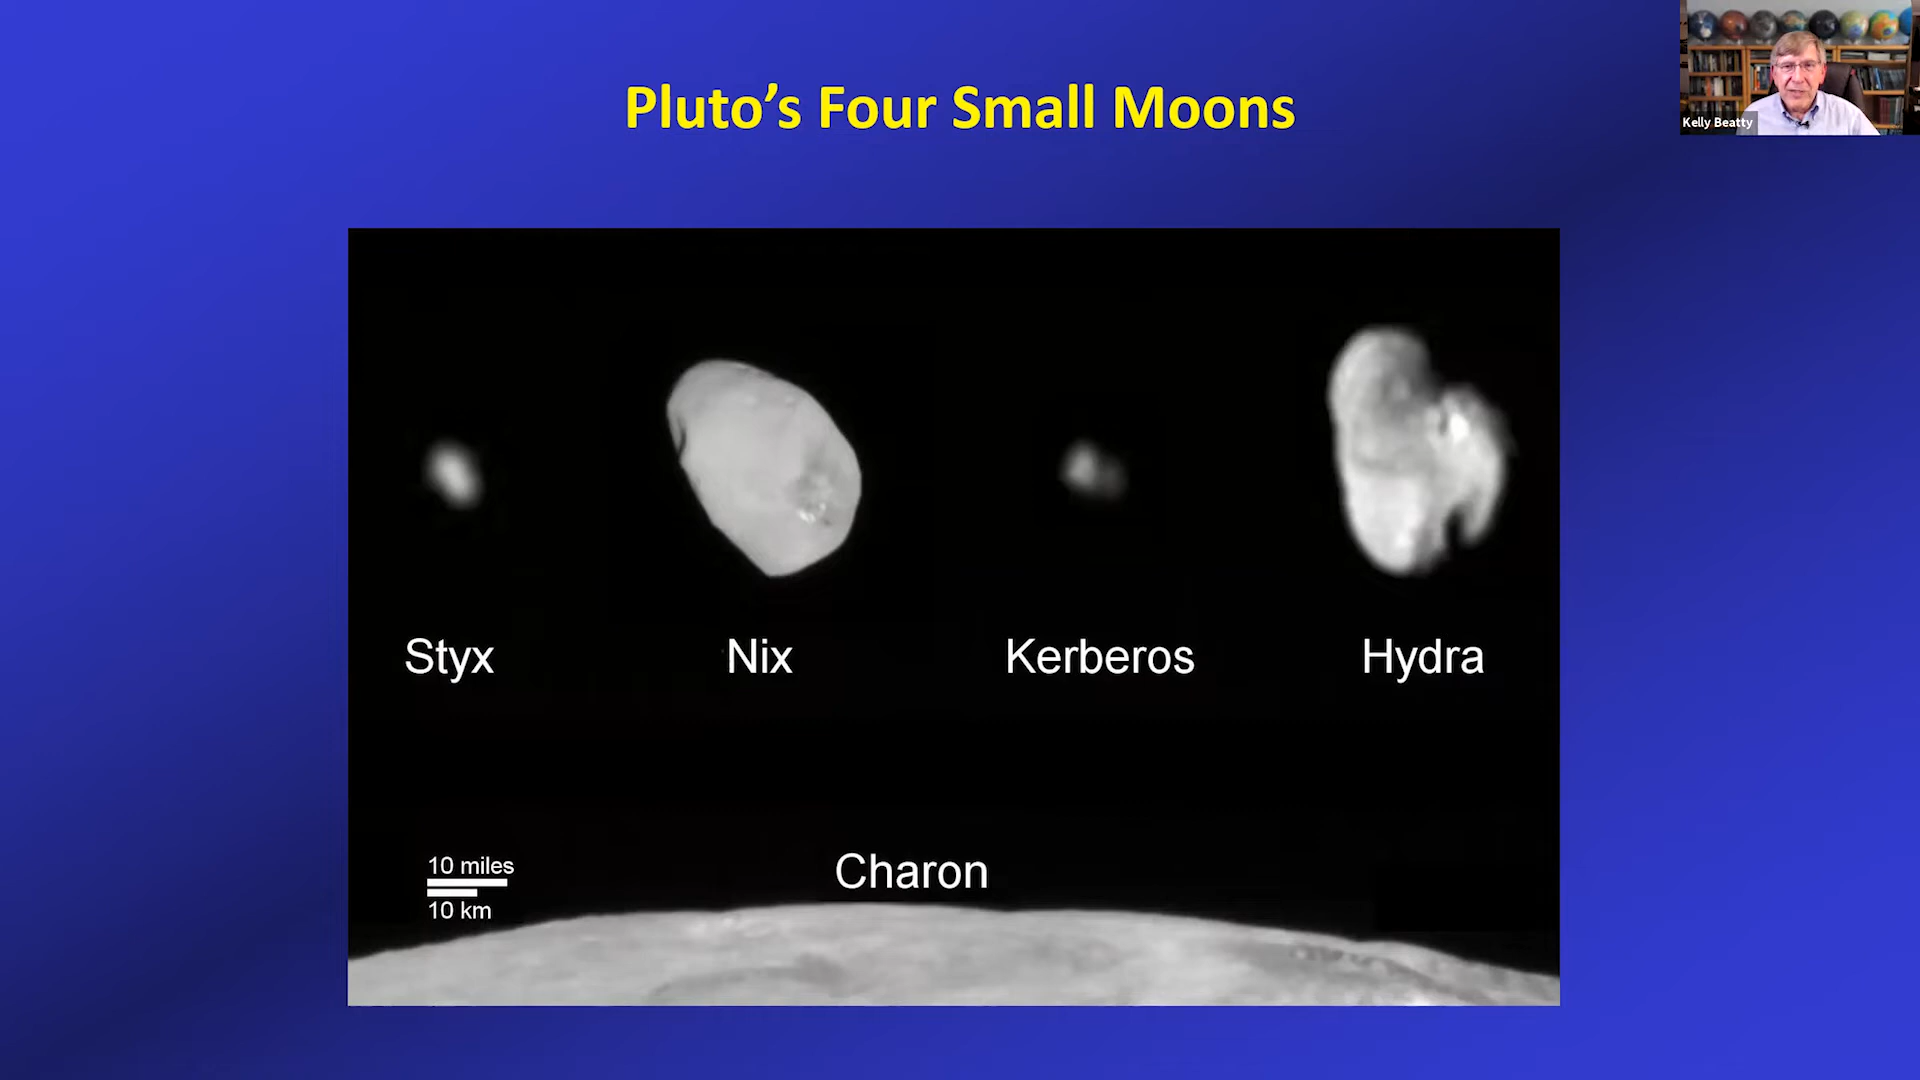 Pluto’s Four Small Moons
Kelly Beatty
Styx
Nix
Kerberos
Hydra
Charon
10 miles
10 km